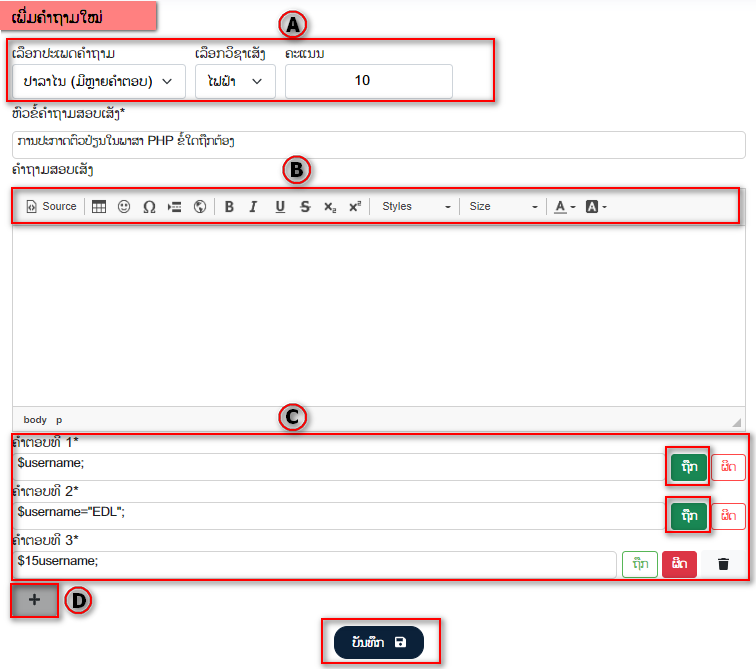 ເພີ່ມຄຳຖາມໃໝ່
A
ເລືອກປະເພດຄຳຖາມ ເລືອກວິຊາເສັງ ຄະແນນ
ປາລາໄນ (ມີຫຼາຍຄຳຕອບ) ໄຟຟ້າ 10
ຫົວຂໍ້ຄຳຖາມສອບເສັງ*
ການປະກາດຕົວປ່ຽນໃນພາສາ PHP ຂໍ້ໃດຖືກຕ້ອງ
ຄຳຖາມສອບເສັງ
B
Source Ω B I U S x₂ x² Styles Size A A
body p
C
ຄຳຕອບທີ 1*
$username; ຖືກ ຜິດ
ຄຳຕອບທີ 2*
$username="EDL"; ຖືກ ຜິດ
ຄຳຕອບທີ 3*
$15username; ຖືກ ຜິດ
+ D
ບັນທຶກ